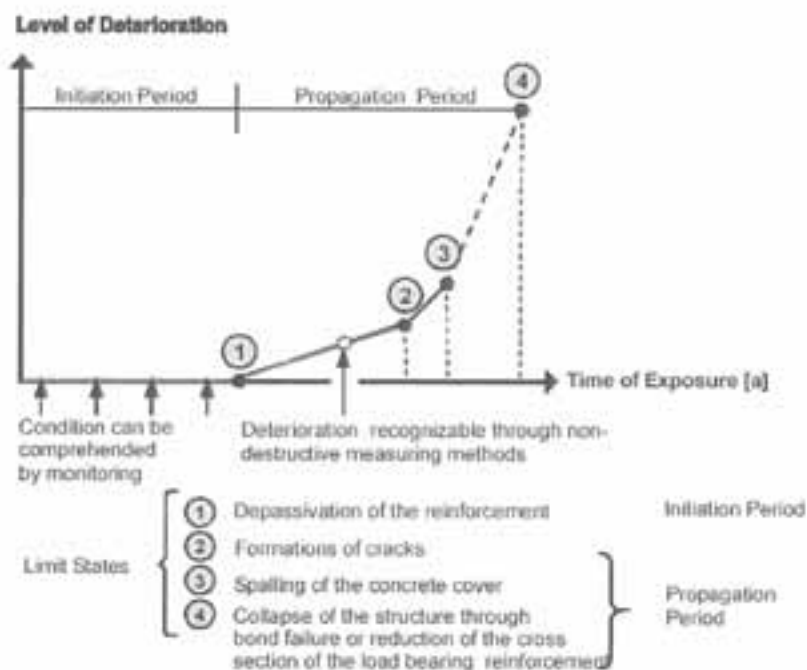 Level of Deterioration
Initiation Period
Propagation Period
4
3
2
1
Time of Exposure [a]
Condition can be
comprehended
by monitoring
Deterioration recognizable through non-
destructive measuring methods
Limit States
1 Depassivation of the reinforcement
Initiation Period
2 Formations of cracks
3 Spalling of the concrete cover
4 Collapse of the structure through
bond failure or reduction of the cross
section of the load bearing reinforcement
Propagation
Period